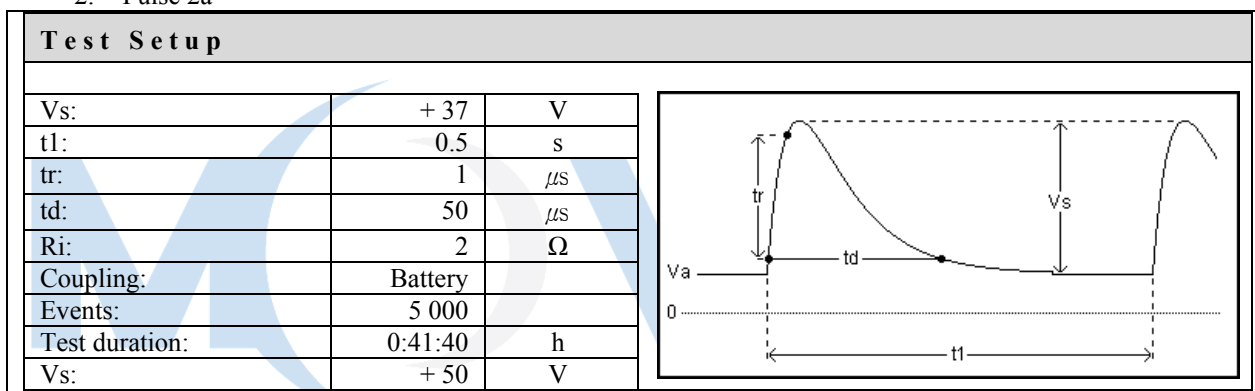 2. Pulse 2a
Test Setup
Vs: + 37 V
t1: 0.5 s
tr: 1 μs
td: 50 μs
Ri: 2 Ω
Coupling: Battery
Events: 5 000
Test duration: 0:41:40 h
Vs: + 50 V
tr
Vs
td
Va
0
t1